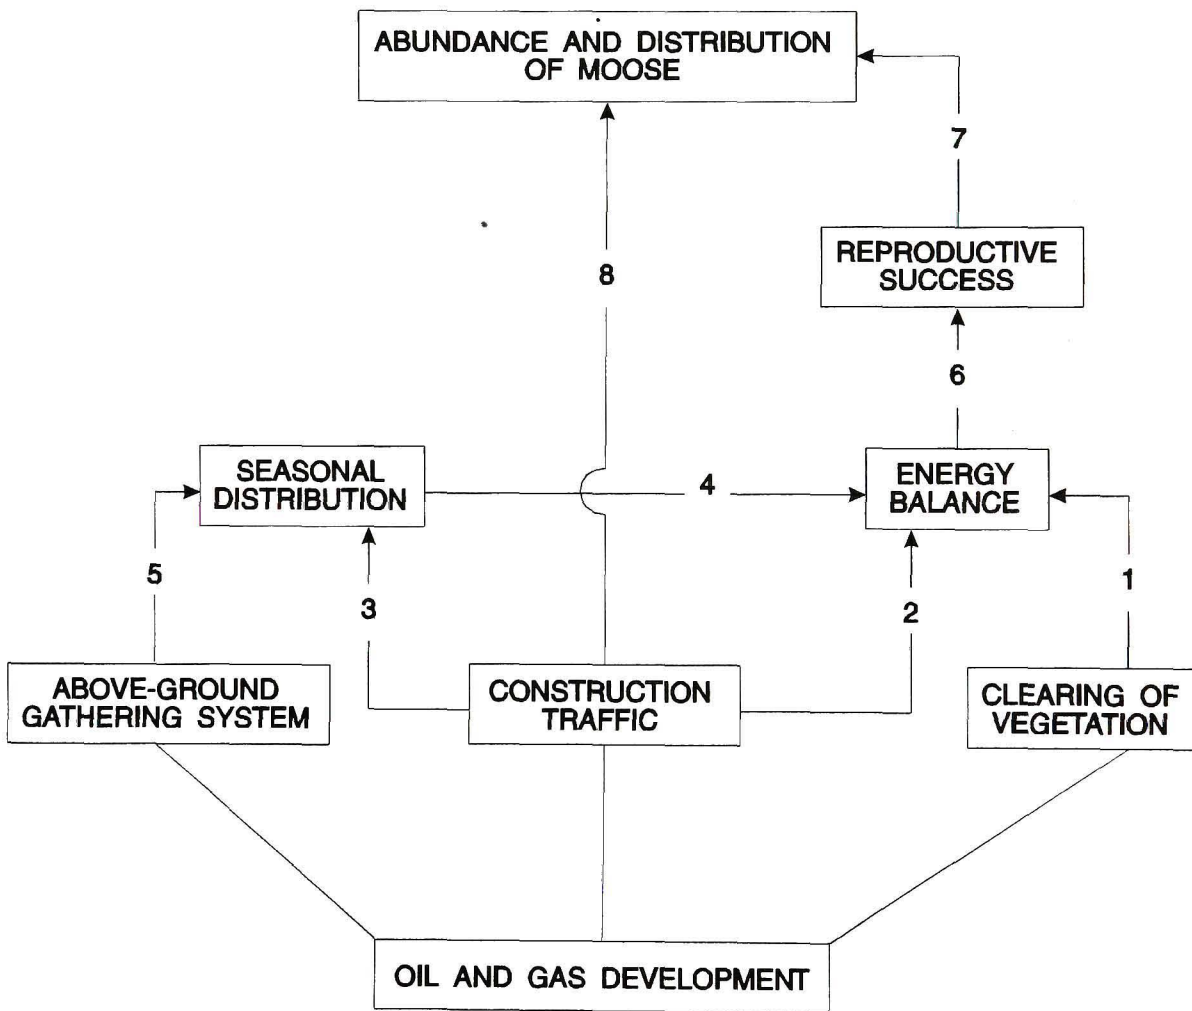 ABUNDANCE AND DISTRIBUTION
OF MOOSE
7
REPRODUCTIVE
SUCCESS
8
6
SEASONAL
DISTRIBUTION
4
ENERGY
BALANCE
5
3
2
1
ABOVE-GROUND
GATHERING SYSTEM
CONSTRUCTION
TRAFFIC
CLEARING OF
VEGETATION
OIL AND GAS DEVELOPMENT